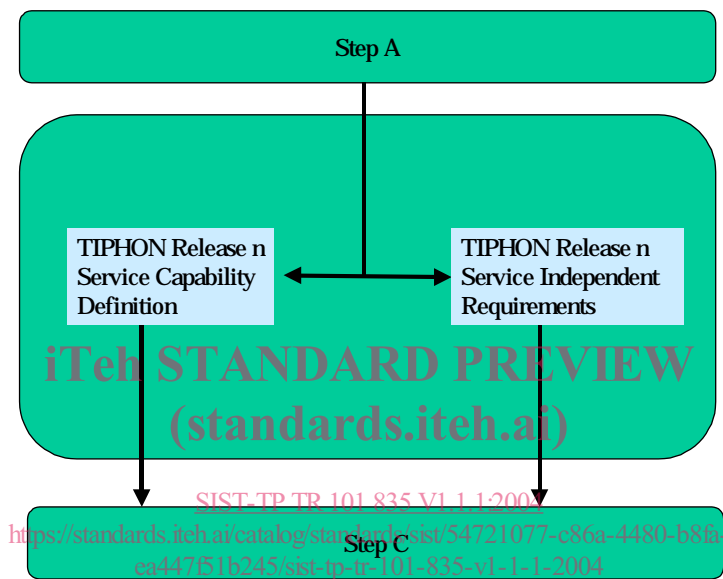 Step A
TIPHON Release n
Service Capability
Definition
TIPHON Release n
Service Independent
Requirements
iTeh STANDARD PREVIEW
(standards.iteh.ai)
SIST-TP TR 101 835 V1.1.1:2004
https://standards.iteh.ai/catalog/standards/sist/54721077-c86a-4480-b8fa-
Step C
ea447f51b245/sist-tp-tr-101-835-v1-1-1-2004